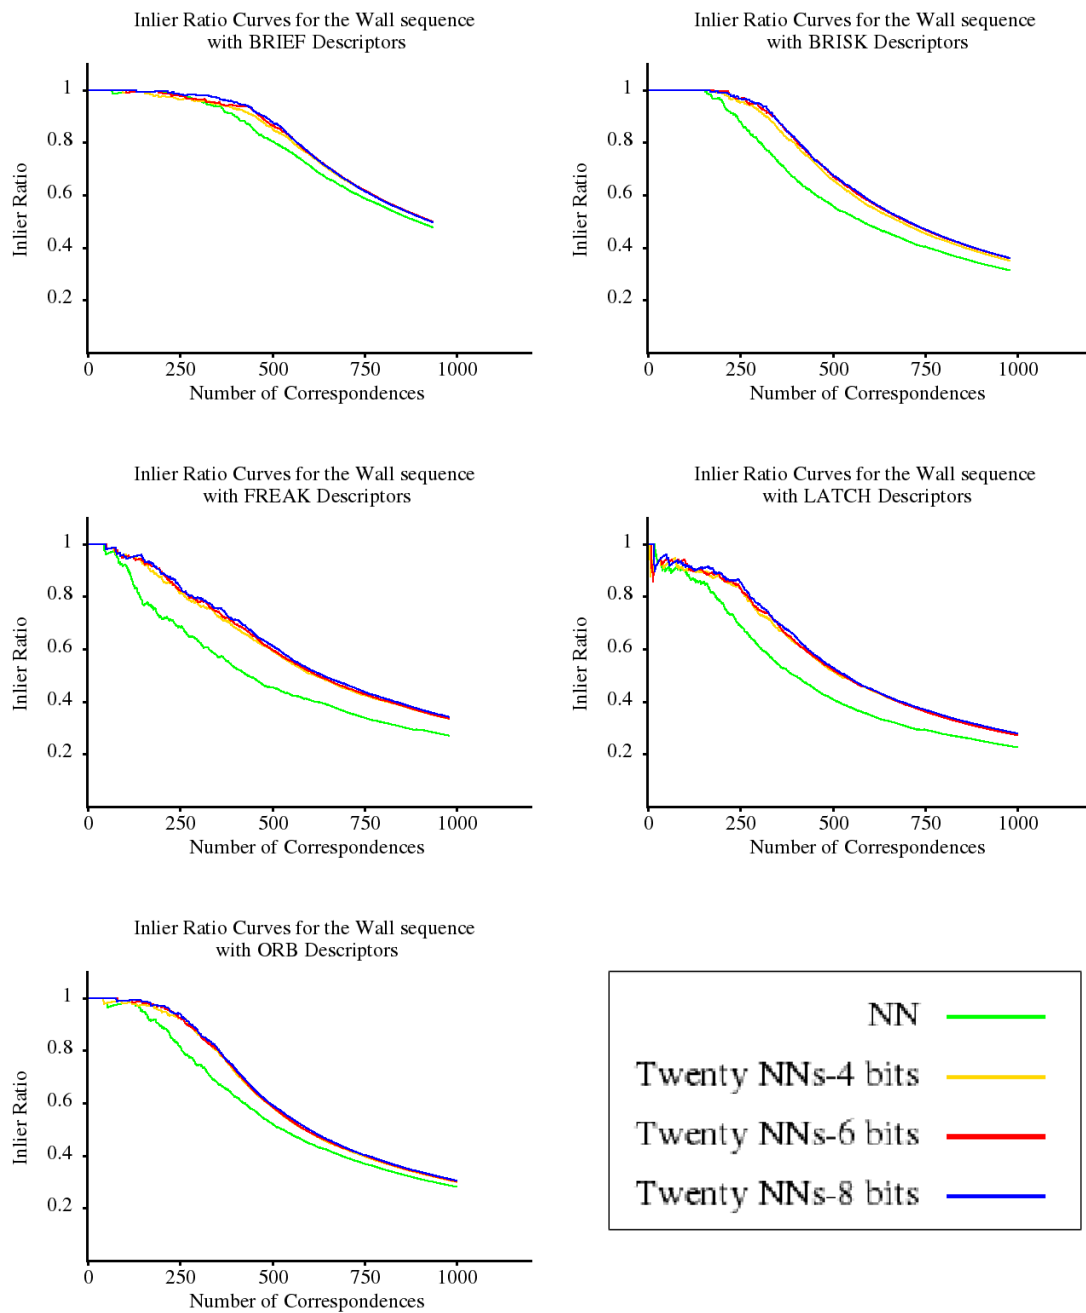 Inlier Ratio Curves for the Wall sequence
with BRIEF Descriptors
1
0.8
0.6
0.4
0.2
Inlier Ratio
0 250 500 750 1000
Number of Correspondences
Inlier Ratio Curves for the Wall sequence
with BRISK Descriptors
1
0.8
0.6
0.4
0.2
Inlier Ratio
0 250 500 750 1000
Number of Correspondences
Inlier Ratio Curves for the Wall sequence
with FREAK Descriptors
1
0.8
0.6
0.4
0.2
Inlier Ratio
0 250 500 750 1000
Number of Correspondences
Inlier Ratio Curves for the Wall sequence
with LATCH Descriptors
1
0.8
0.6
0.4
0.2
Inlier Ratio
0 250 500 750 1000
Number of Correspondences
Inlier Ratio Curves for the Wall sequence
with ORB Descriptors
1
0.8
0.6
0.4
0.2
Inlier Ratio
0 250 500 750 1000
Number of Correspondences
NN
Twenty NNs-4 bits
Twenty NNs-6 bits
Twenty NNs-8 bits